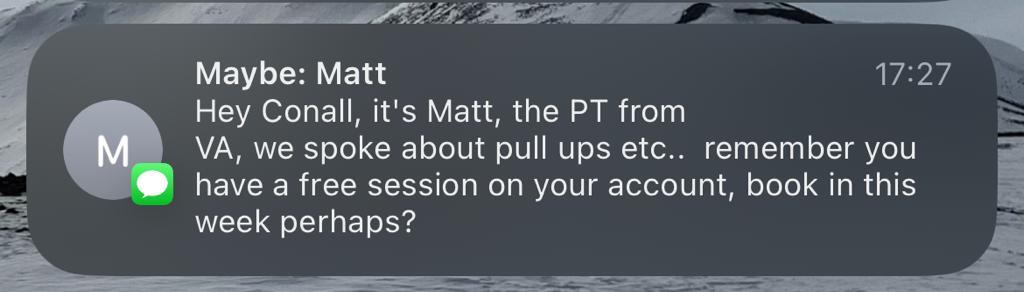 Maybe: Matt 17:27
Hey Conall, it's Matt, the PT from
VA, we spoke about pull ups etc..  remember you
have a free session on your account, book in this
week perhaps?
M